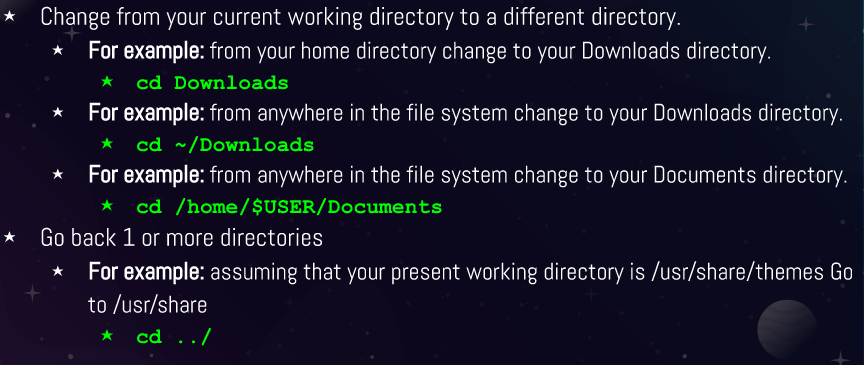 Change from your current working directory to a different directory.
For example: from your home directory change to your Downloads directory.
cd Downloads
For example: from anywhere in the file system change to your Downloads directory.
cd ~/Downloads
For example: from anywhere in the file system change to your Documents directory.
cd /home/$USER/Documents
Go back 1 or more directories
For example: assuming that your present working directory is /usr/share/themes Go
to /usr/share
cd ../